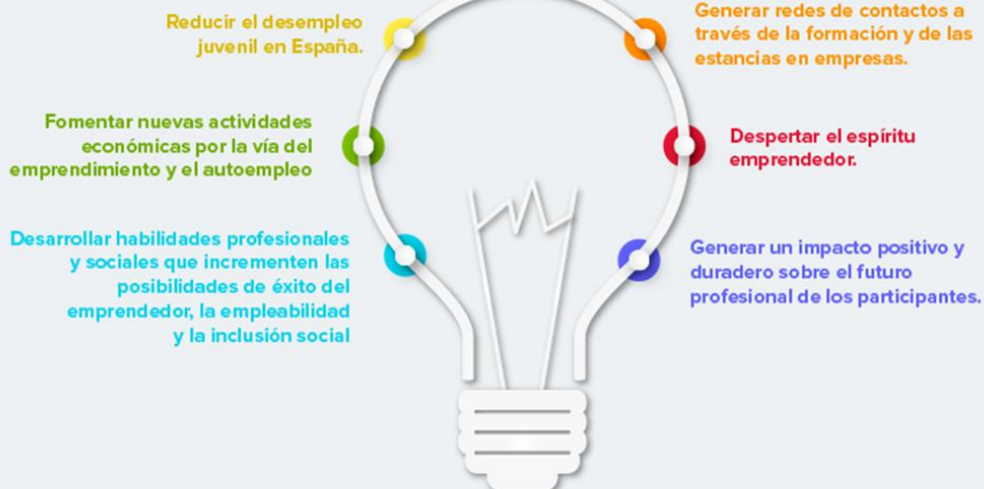 Reducir el desempleo
juvenil en España.
Fomentar nuevas actividades
económicas por la vía del
emprendimiento y el autoempleo
Desarrollar habilidades profesionales
y sociales que incrementen las
posibilidades de éxito del
emprendedor, la empleabilidad
y la inclusión social
Generar redes de contactos a
través de la formación y de las
estancias en empresas.
Despertar el espíritu
emprendedor.
Generar un impacto positivo y
duradero sobre el futuro
profesional de los participantes.